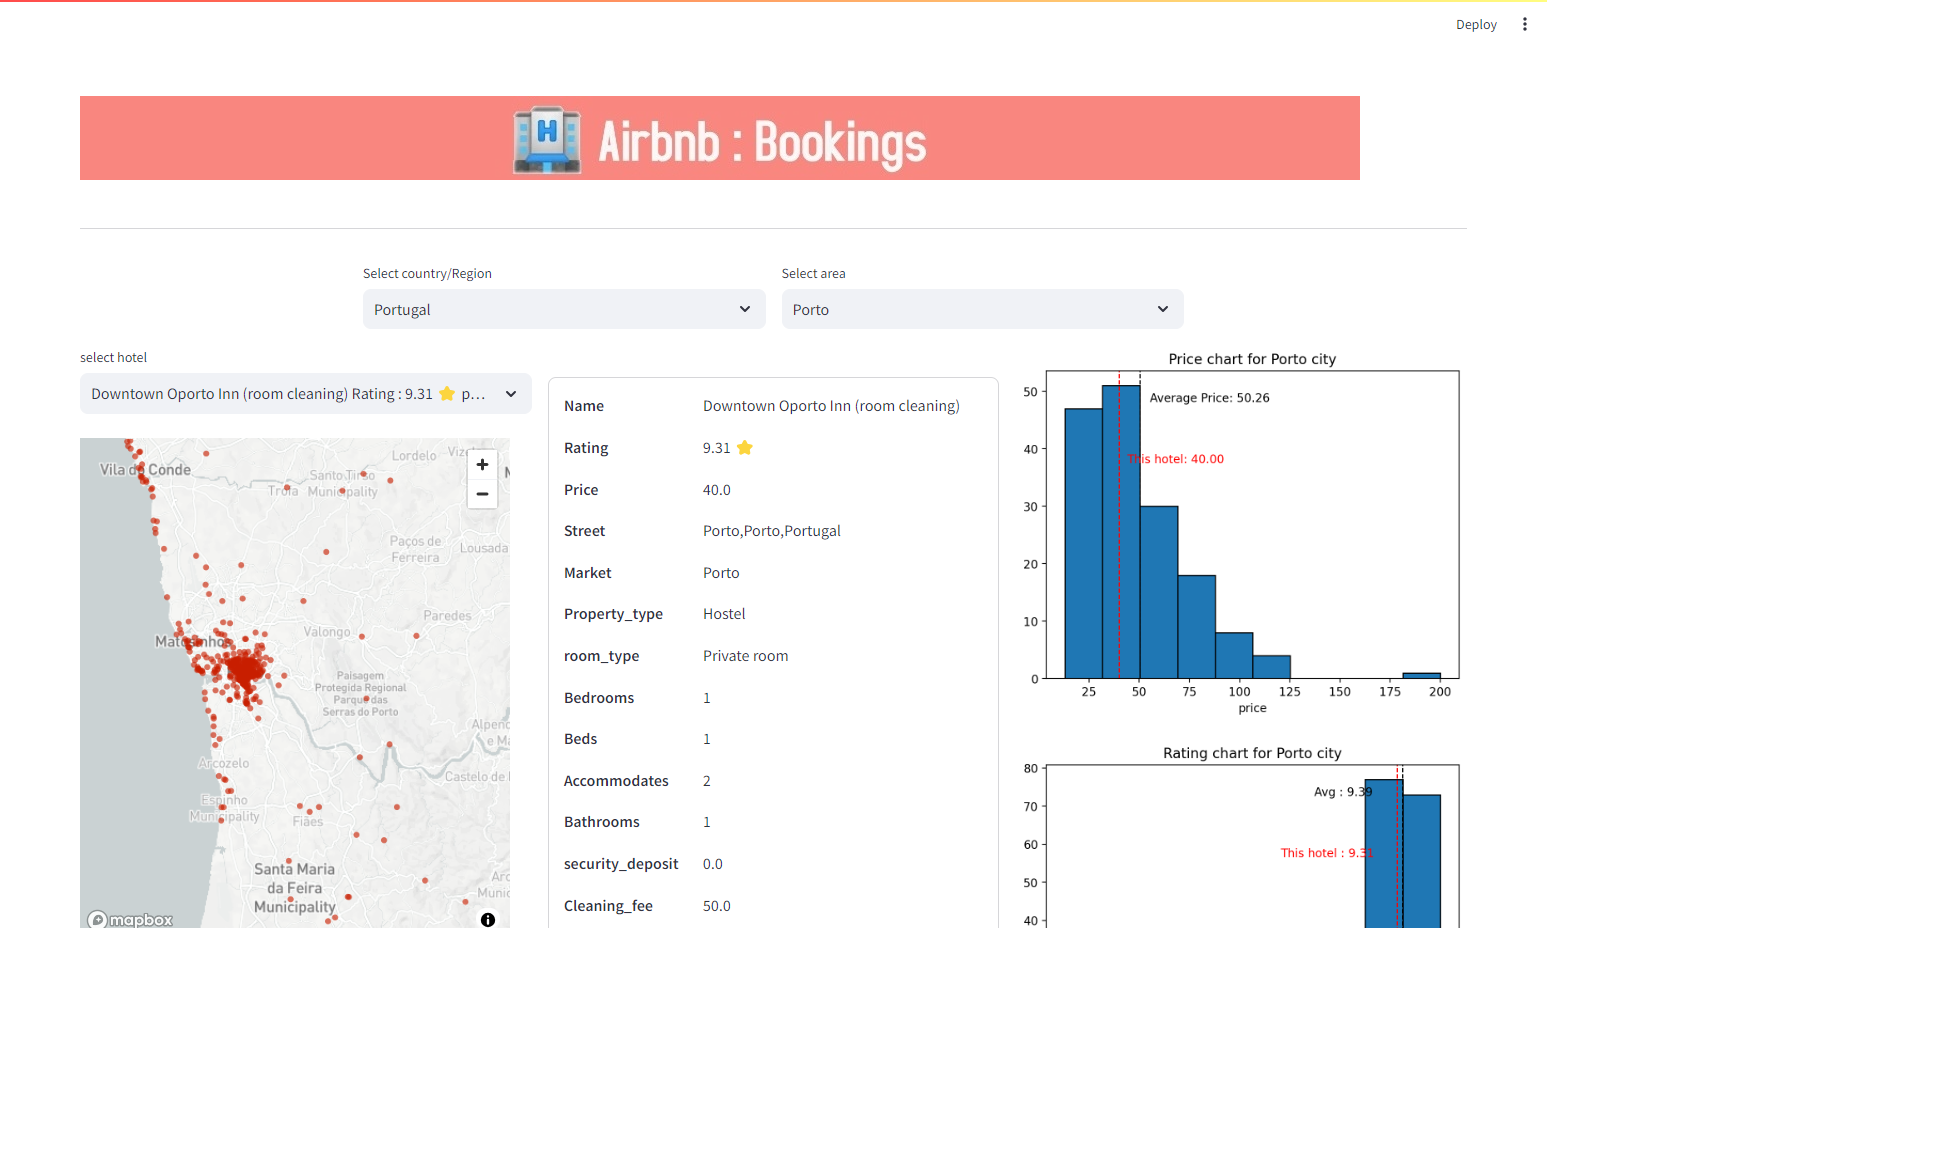 Deploy
Airbnb : Bookings
Select country/Region
Select area
Portugal
Porto
select hotel
Downtown Oporto Inn (room cleaning) Rating : 9.31 ⭐ p...
Lordelo
Vila do Conde
Santo Tirso
Municipality
Trofa
Paços de
Ferreira
Lousada
Paredes
Valongo
Matosinhos
Paisagem
Protegida Regional
Parque das
Serras do Porto
Arcozelo
Castelo de
Espinho
Municipality
Fiães
Santa Maria
da Feira
Municipality
mapbox
Name Downtown Oporto Inn (room cleaning)
Rating 9.31 ⭐
Price 40.0
Street Porto,Porto,Portugal
Market Porto
Property_type Hostel
room_type Private room
Bedrooms 1
Beds 1
Accommodates 2
Bathrooms 1
security_deposit 0.0
Cleaning_fee 50.0
Price chart for Porto city
50
40
30
20
10
0
Average Price: 50.26
This hotel: 40.00
25 50 75 100 125 150 175 200
price
Rating chart for Porto city
80
70
60
50
40
Avg : 9.39
This hotel : 9.31